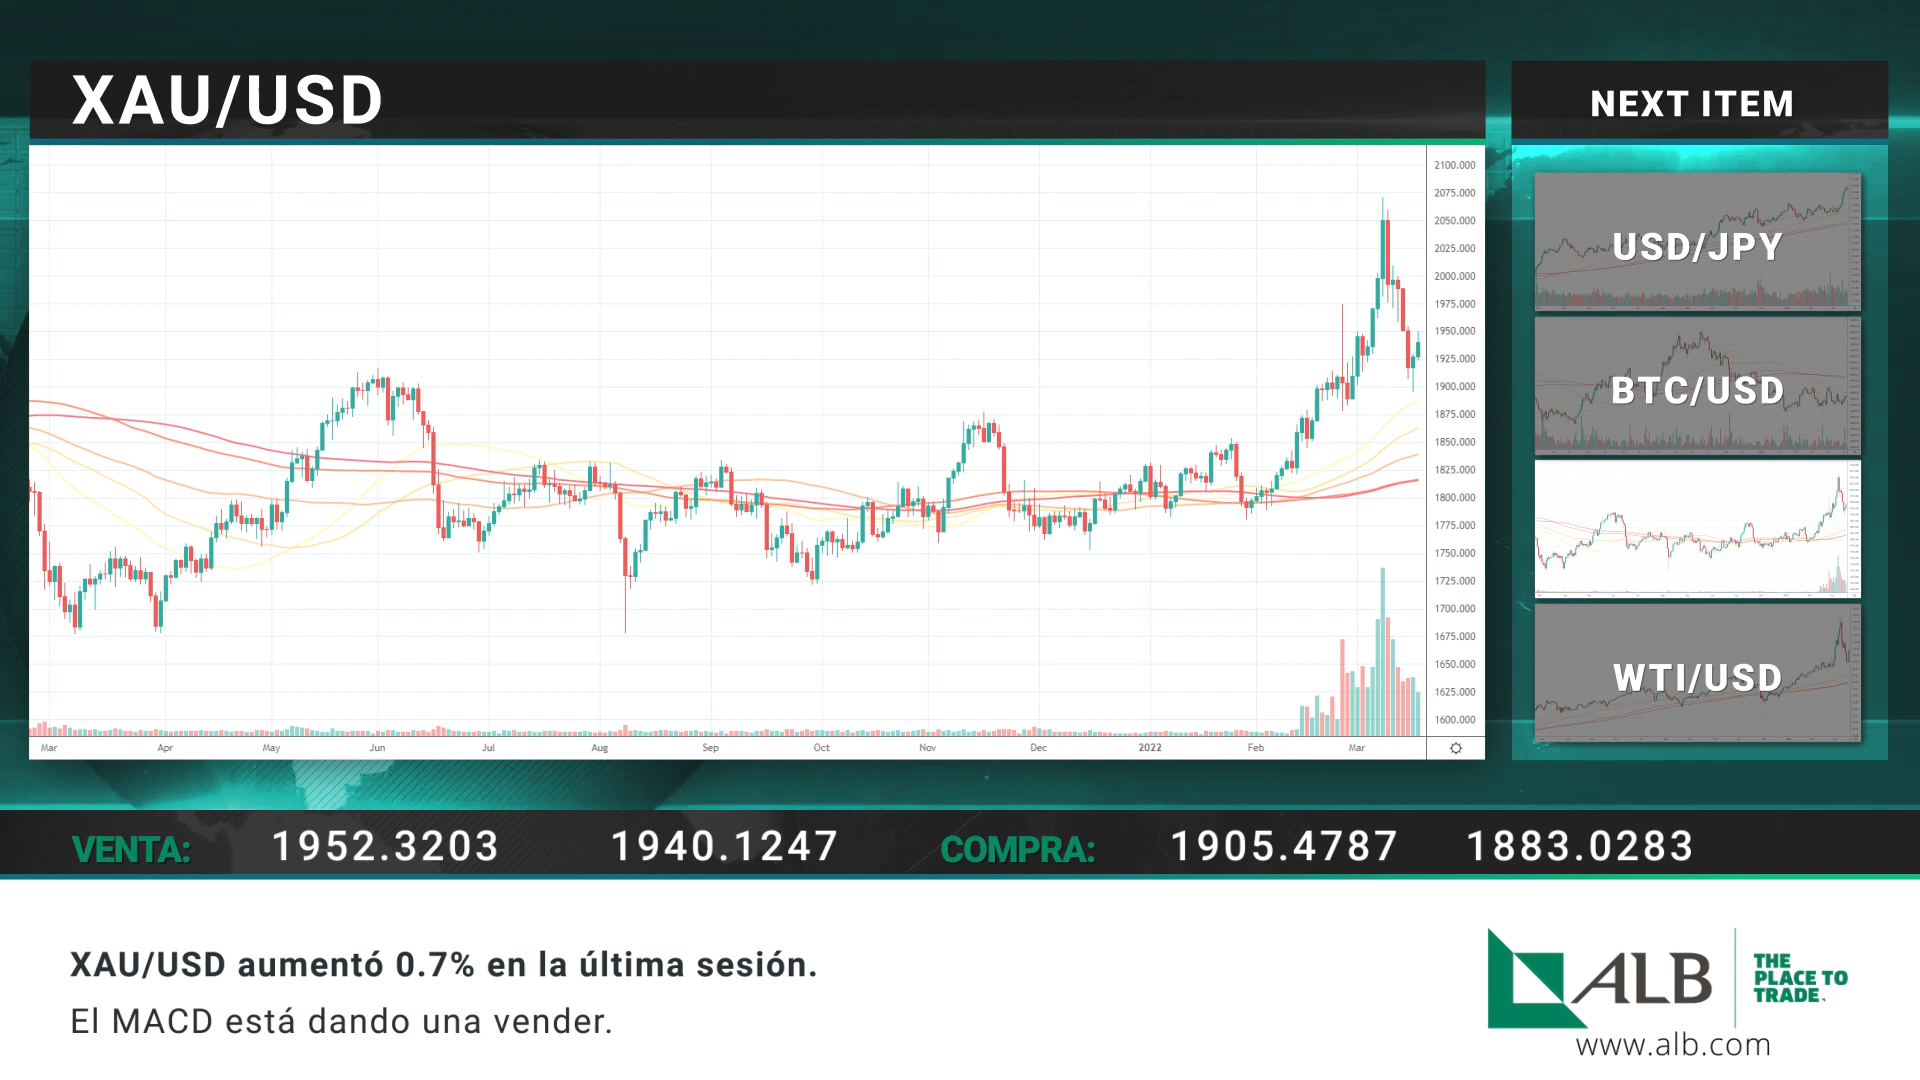 XAU/USD
NEXT ITEM
2100.000
2075.000
2050.000
2025.000
2000.000
1975.000
1950.000
1925.000
1900.000
1875.000
1850.000
1825.000
1800.000
1775.000
1750.000
1725.000
1700.000
1675.000
1650.000
1625.000
1600.000
Mar Apr May Jun Jul Aug Sep Oct Nov Dec 2022 Feb Mar
USD/JPY
BTC/USD
WTI/USD
VENTA: 1952.3203 1940.1247 COMPRA: 1905.4787 1883.0283
XAU/USD aumentó 0.7% en la última sesión.
El MACD está dando una vender.
ALB
THE
PLACE TO
TRADE.
www.alb.com